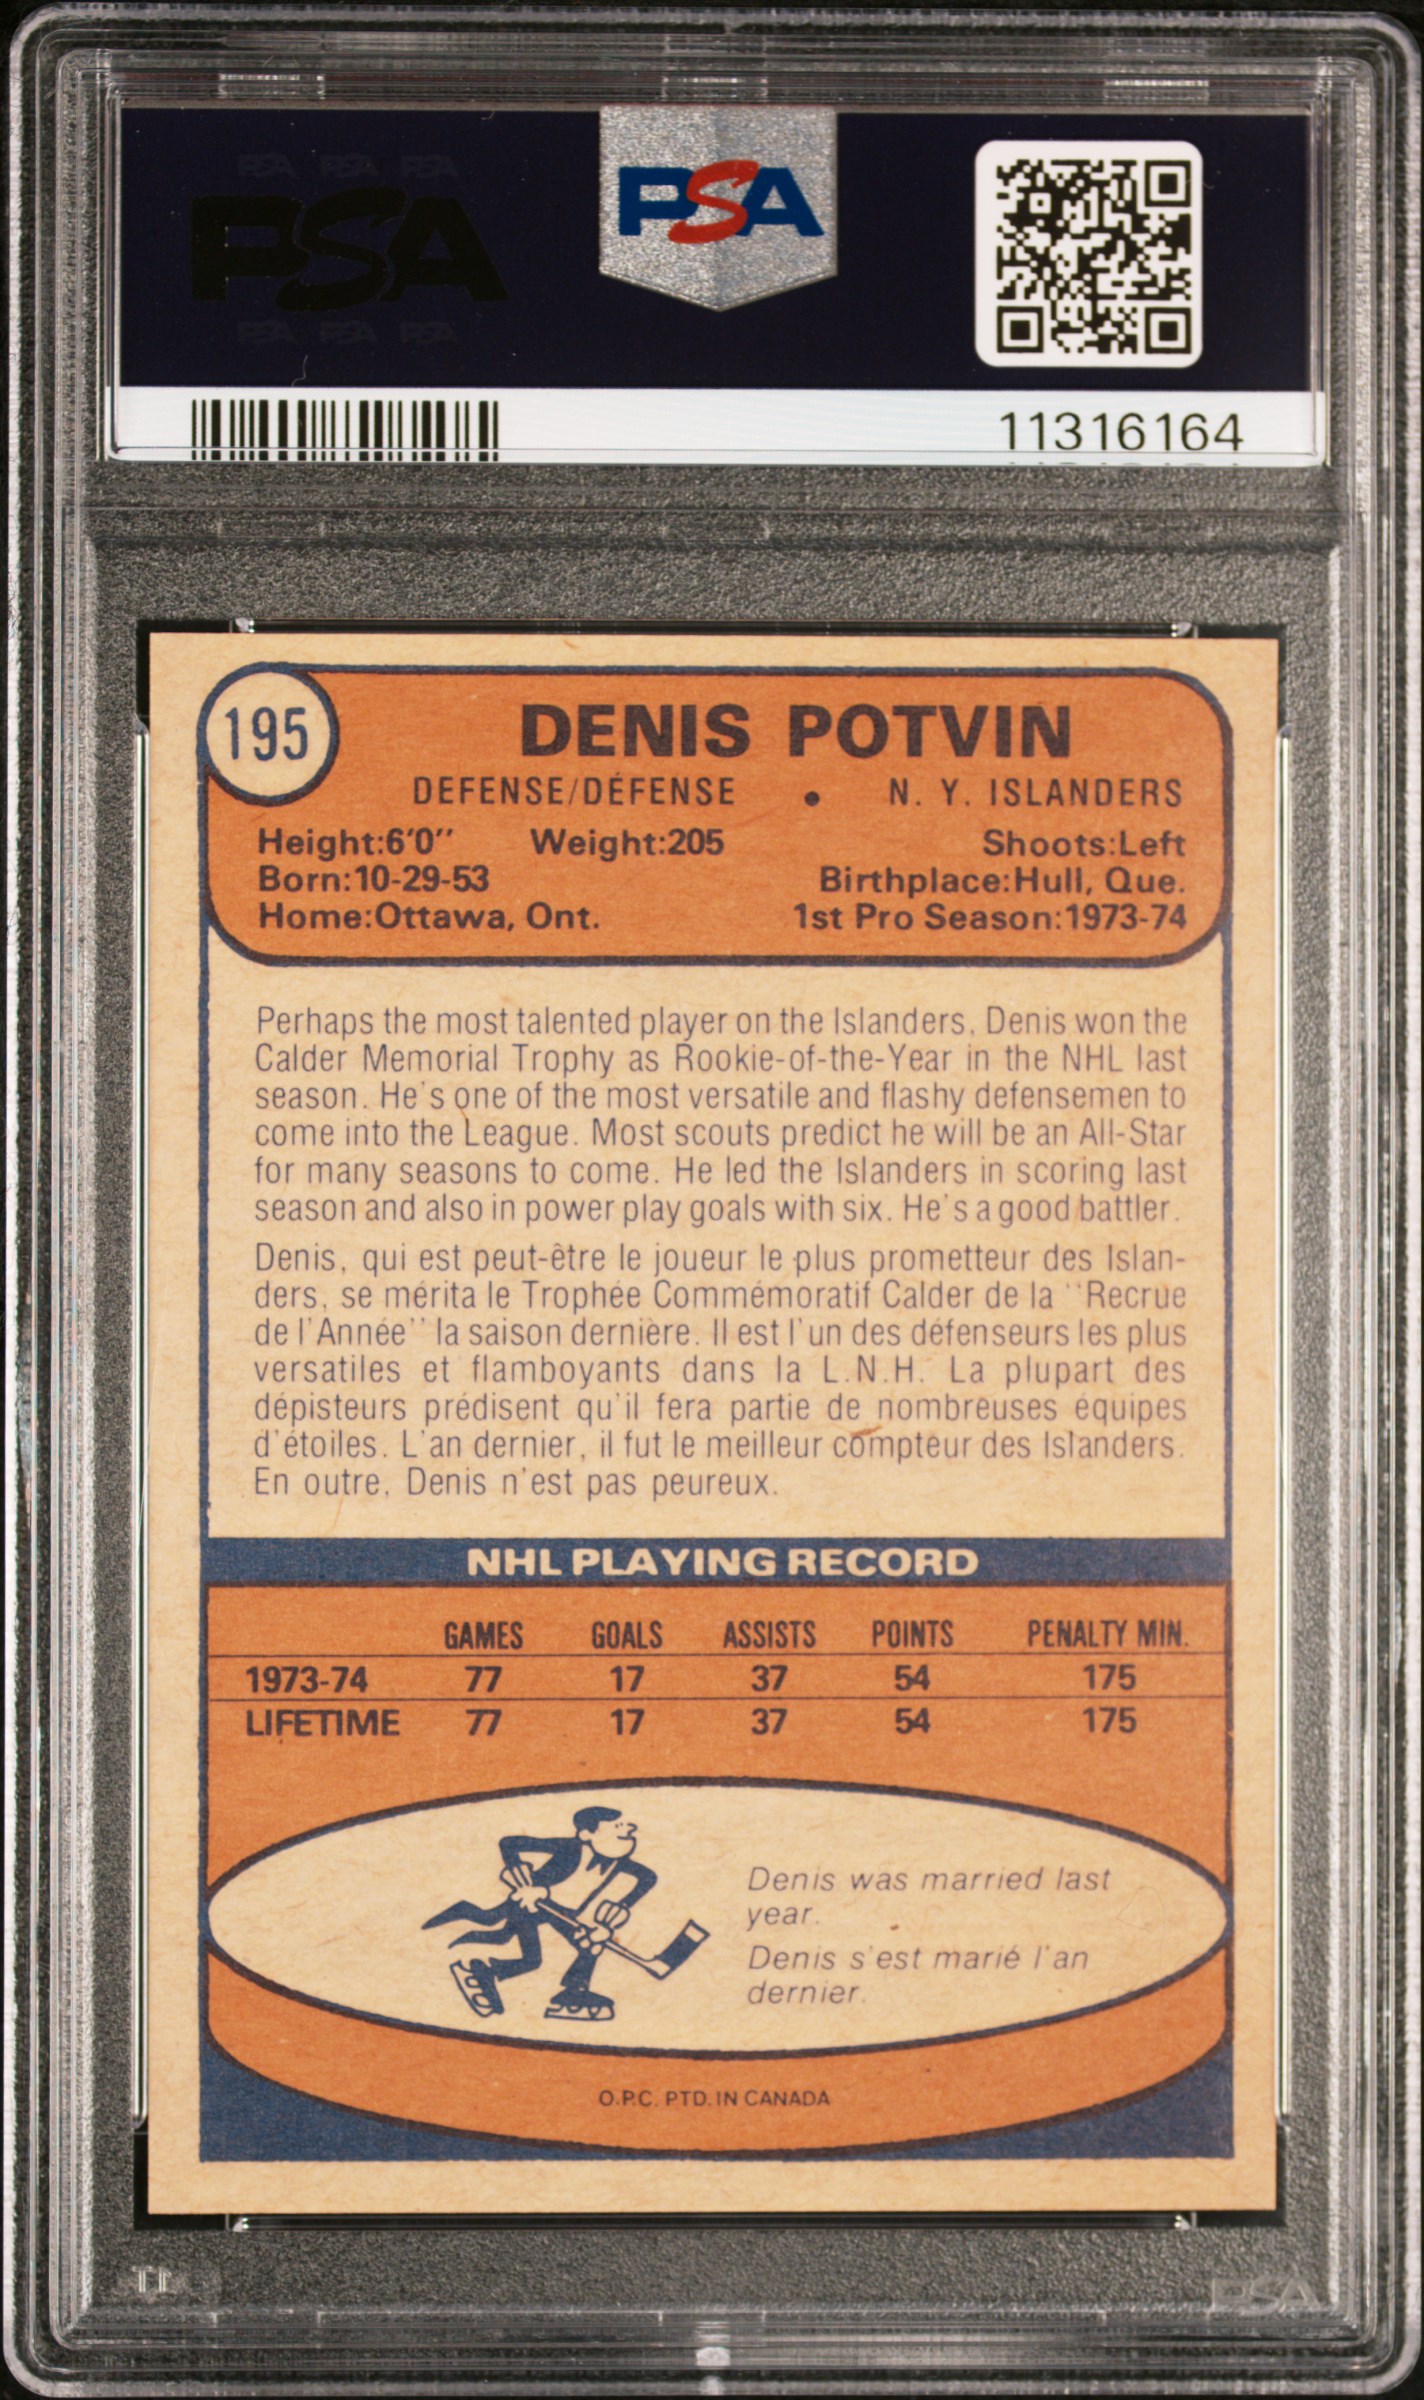 PSA PSA PSA
PSA
PSA PSA PSA
PSA
11316164
195
DENIS POTVIN
DEFENSE/DÉFENSE • N. Y. ISLANDERS
Height:6'0" Weight:205 Shoots:Left
Born:10-29-53 Birthplace:Hull, Que.
Home:Ottawa, Ont. 1st Pro Season:1973-74
Perhaps the most talented player on the Islanders, Denis won the
Calder Memorial Trophy as Rookie-of-the-Year in the NHL last
season. He's one of the most versatile and flashy defensemen to
come into the League. Most scouts predict he will be an All-Star
for many seasons to come. He led the Islanders in scoring last
season and also in power play goals with six. He's a good battler.
Denis, qui est peut-être le joueur le plus prometteur des Islan-
ders, se mérita le Trophée Commémoratif Calder de la "Recrue
de l'Année" la saison dernière. Il est l'un des défenseurs les plus
versatiles et flamboyants dans la L.N.H. La plupart des
dépisteurs prédisent qu'il fera partie de nombreuses équipes
d'étoiles. L'an dernier, il fut le meilleur compteur des Islanders.
En outre, Denis n'est pas peureux.
NHL PLAYING RECORD
GAMES GOALS ASSISTS POINTS PENALTY MIN.
1973-74 77 17 37 54 175
LIFETIME 77 17 37 54 175
Denis was married last
year.
Denis s'est marié l'an
dernier.
O.P.C. PTD. IN CANADA
PSA